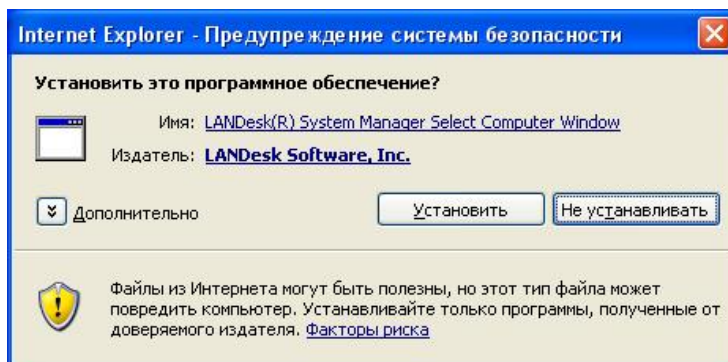 Internet Explorer - Предупреждение системы безопасности
Установить это программное обеспечение?
Имя: LANDesk(R) System Manager Select Computer Window
Издатель: LANDesk Software, Inc.
Дополнительно
Установить
Не устанавливать
Файлы из Интернета могут быть полезны, но этот тип файла может
повредить компьютер. Устанавливайте только программы, полученные от
доверяемого издателя. Факторы риска